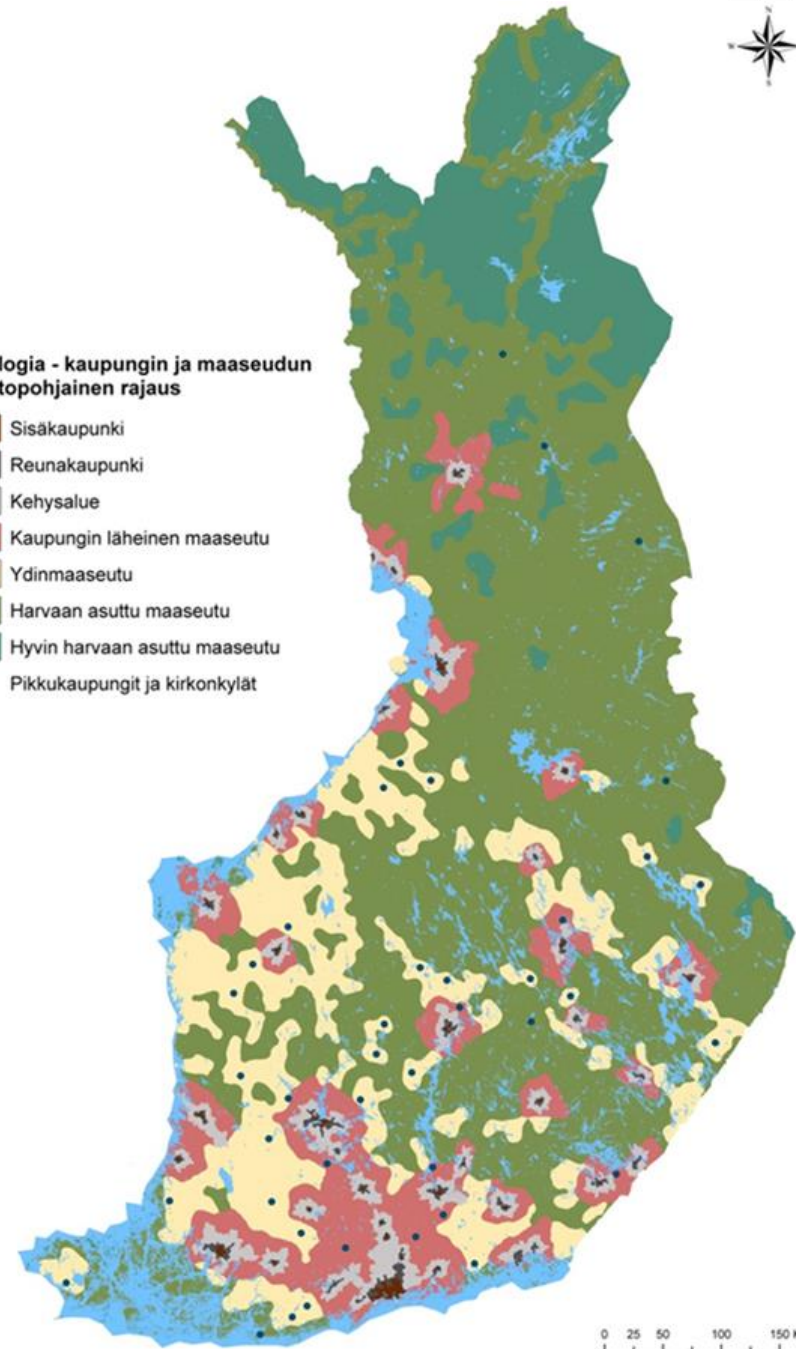 N
W
S
logia - kaupungin ja maaseudun
topohjainen rajaus
Sisäkaupunki
Reunakaupunki
Kehysalue
Kaupungin läheinen maaseutu
Ydinmaaseutu
Harvaan asuttu maaseutu
Hyvin harvaan asuttu maaseutu
Pikkukaupungit ja kirkonkylät
0 25 50 100 150 K